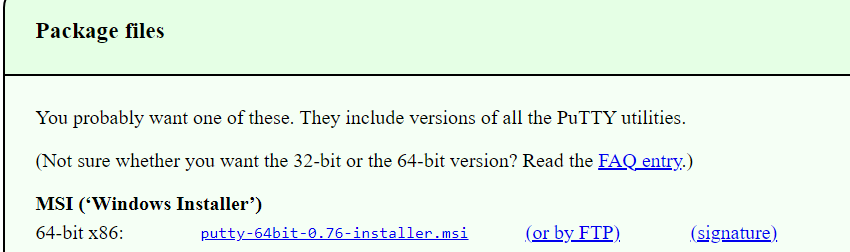 Package files
You probably want one of these. They include versions of all the PuTTY utilities.
(Not sure whether you want the 32-bit or the 64-bit version? Read the FAQ entry.)
MSI (‘Windows Installer’)
64-bit x86: putty-64bit-0.76-installer.msi (or by FTP) (signature)